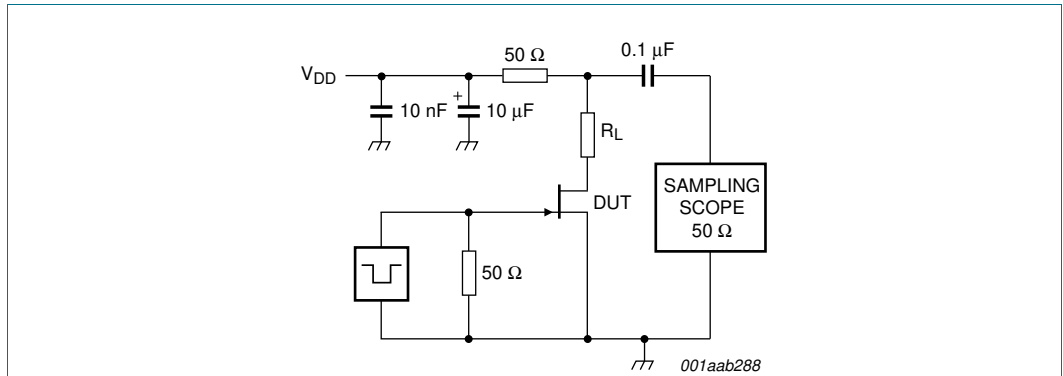 50 Ω
0.1 μF
V_DD
+
10 nF
10 μF
R_L
DUT
SAMPLING
SCOPE
50 Ω
50 Ω
001aab288